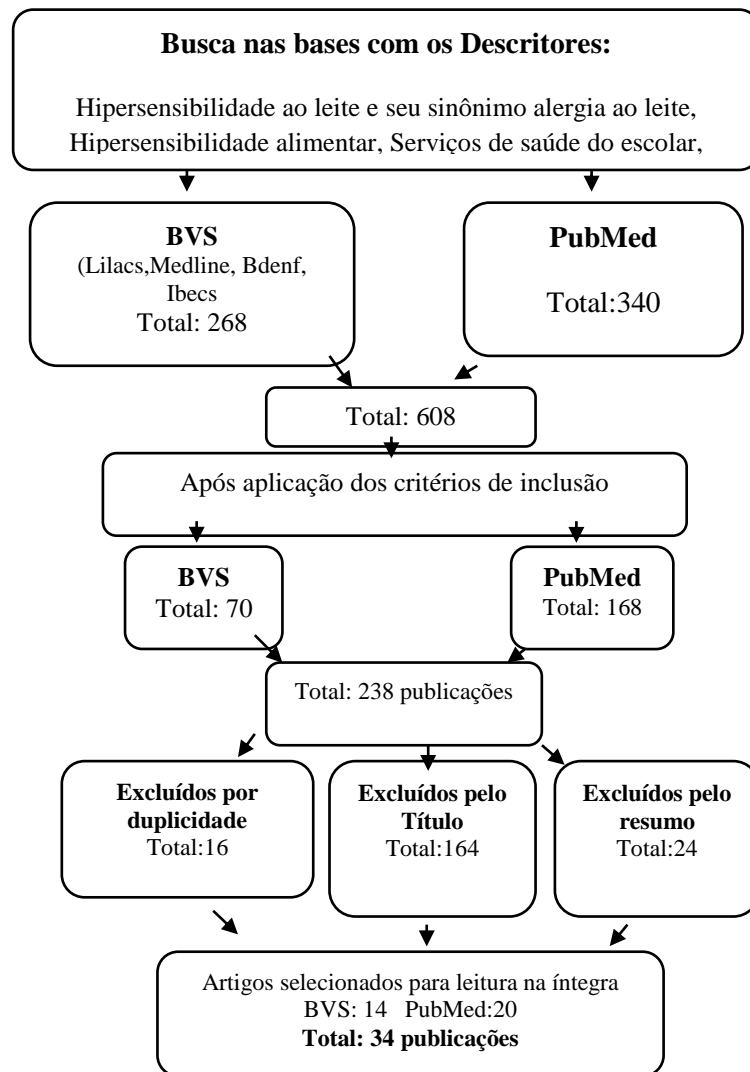 Busca nas bases com os Descritores:
Hipersensibilidade ao leite e seu sinônimo alergia ao leite,
Hipersensibilidade alimentar, Serviços de saúde do escolar,
BVS
(Lilacs,Medline, Bdenf,
Ibecs
Total: 268
PubMed
Total:340
Total: 608
Após aplicação dos critérios de inclusão
BVS
Total: 70
PubMed
Total: 168
Total: 238 publicações
Excluídos por
duplicidade
Total:16
Excluídos pelo
Título
Total:164
Excluídos pelo
resumo
Total:24
Artigos selecionados para leitura na íntegra
BVS: 14 PubMed:20
Total: 34 publicações